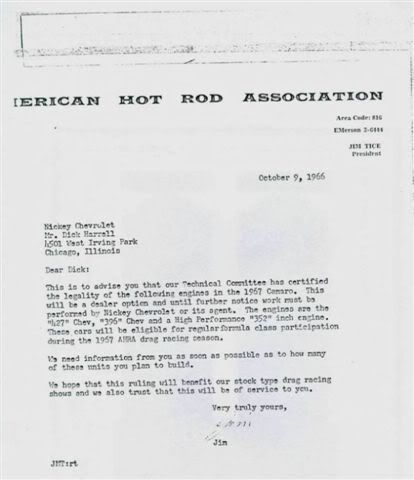 ERICAN HOT ROD ASSOCIATION
Area Code: 816
EMerson 2-6444
JIM TICE
President
October 9, 1966
Nickey Chevrolet
Mr. Dick Harrell
4501 West Irving Park
Chicago, Illinois
Dear Dick:
This is to advise you that our Technical Committee has certified
the legality of the following engines in the 1967 Camaro. This
will be a dealer option and until further notice work must be
performed by Nickey Chevrolet or its agent. The engines are the
"427" Chev, "396" Chev and a High Performance "352" inch engine.
These cars will be eligible for regular formula class participation
during the 1967 AHRA drag racing season.
We need information from you as soon as possible as to how many
of these units you plan to build.
We hope that this ruling will benefit our stock type drag racing
shows and we also trust that this will be of service to you.
Very truly yours,
Jim
Jim
JMT:rt